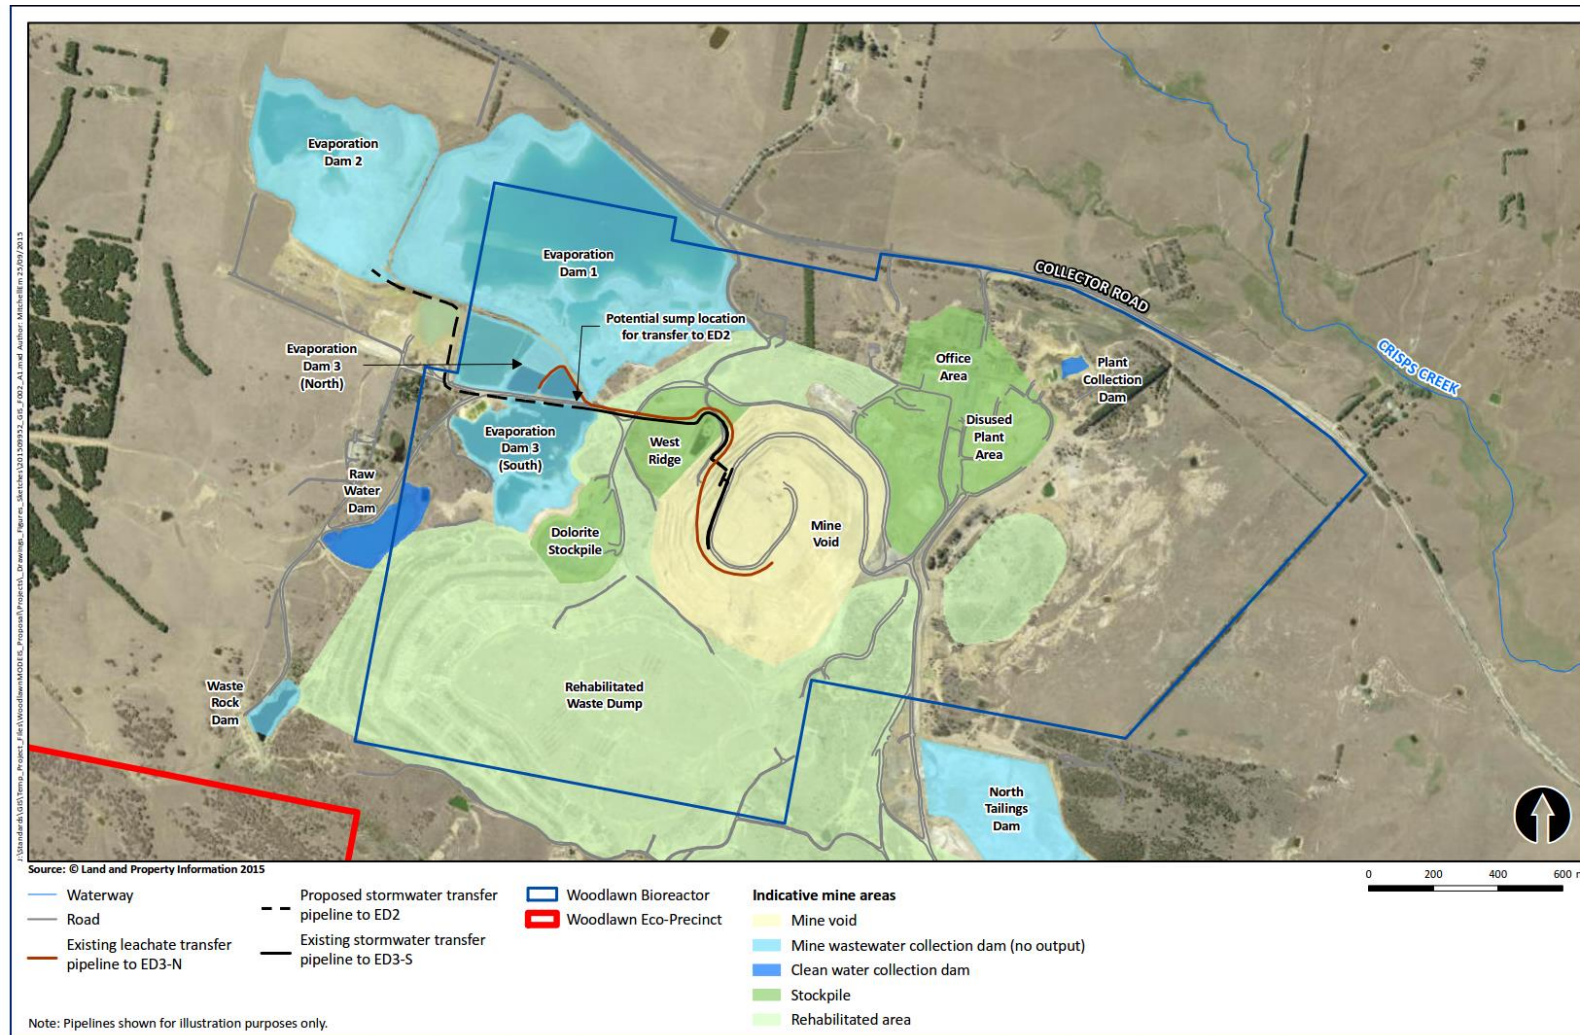 Evaporation
Dam 2
Evaporation
Dam 1
COLLECTOR ROAD
Potential sump location
for transfer to ED2
Evaporation
Dam 3
(North)
Office
Area
Plant
Collection
Dam
CRISPS CREEK
Evaporation
Dam 3
(South)
West
Ridge
Disused
Plant
Area
Raw
Water
Dam
Dolorite
Stockpile
Mine
Void
Waste
Rock
Dam
Rehabilitated
Waste Dump
North
Tailings
Dam
Source: © Land and Property Information 2015
0 200 400 600
Waterway
Road
Existing leachate transfer
pipeline to ED3-N
Proposed stormwater transfer
pipeline to ED2
Existing stormwater transfer
pipeline to ED3-S
Woodlawn Bioreactor
Woodlawn Eco-Precinct
Indicative mine areas
Mine void
Mine wastewater collection dam (no output)
Clean water collection dam
Stockpile
Rehabilitated area
Note: Pipelines shown for illustration purposes only.